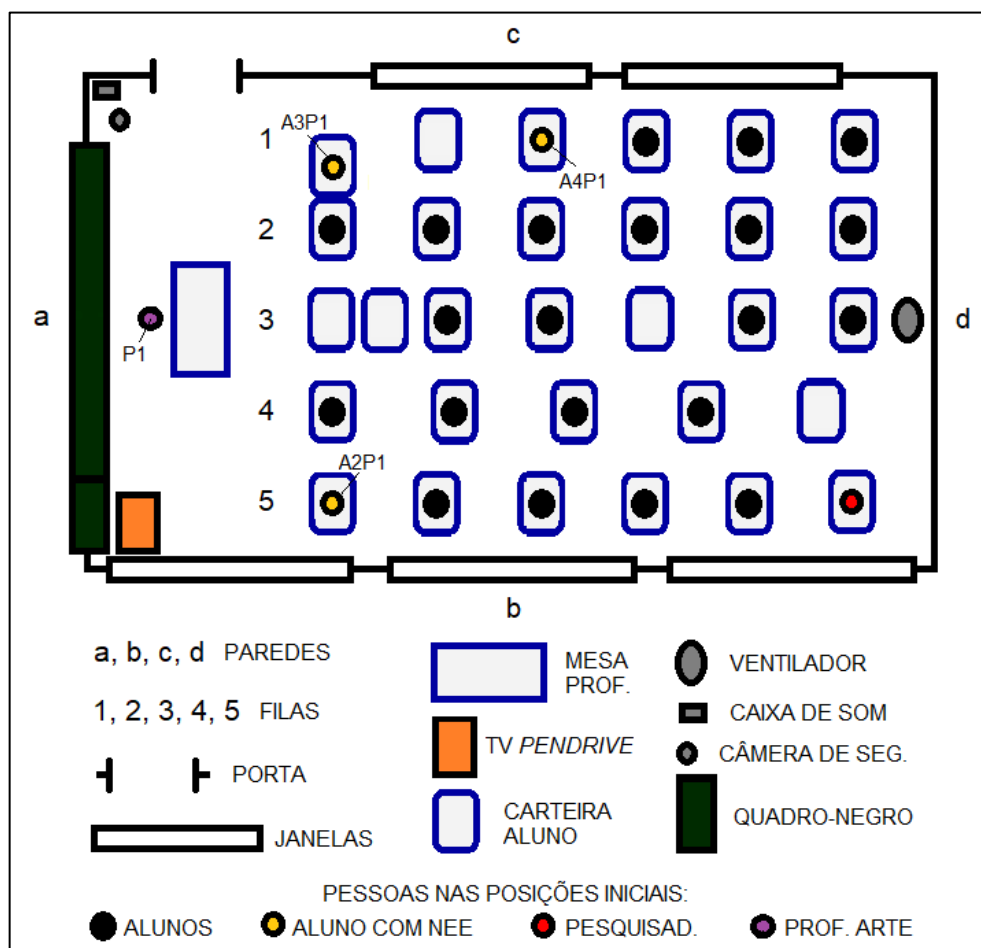 c
A3P1
1
A4P1
2
a
3
d
P1
4
A2P1
5
b
a, b, c, d PAREDES
1, 2, 3, 4, 5 FILAS
PORTA
JANELAS
MESA
PROF.
TV PENDRIVE
CARTEIRA
ALUNO
VENTILADOR
CAIXA DE SOM
CÂMERA DE SEG.
QUADRO-NEGRO
PESSOAS NAS POSIÇÕES INICIAIS:
ALUNOS ALUNO COM NEE PESQUISAD. PROF. ARTE